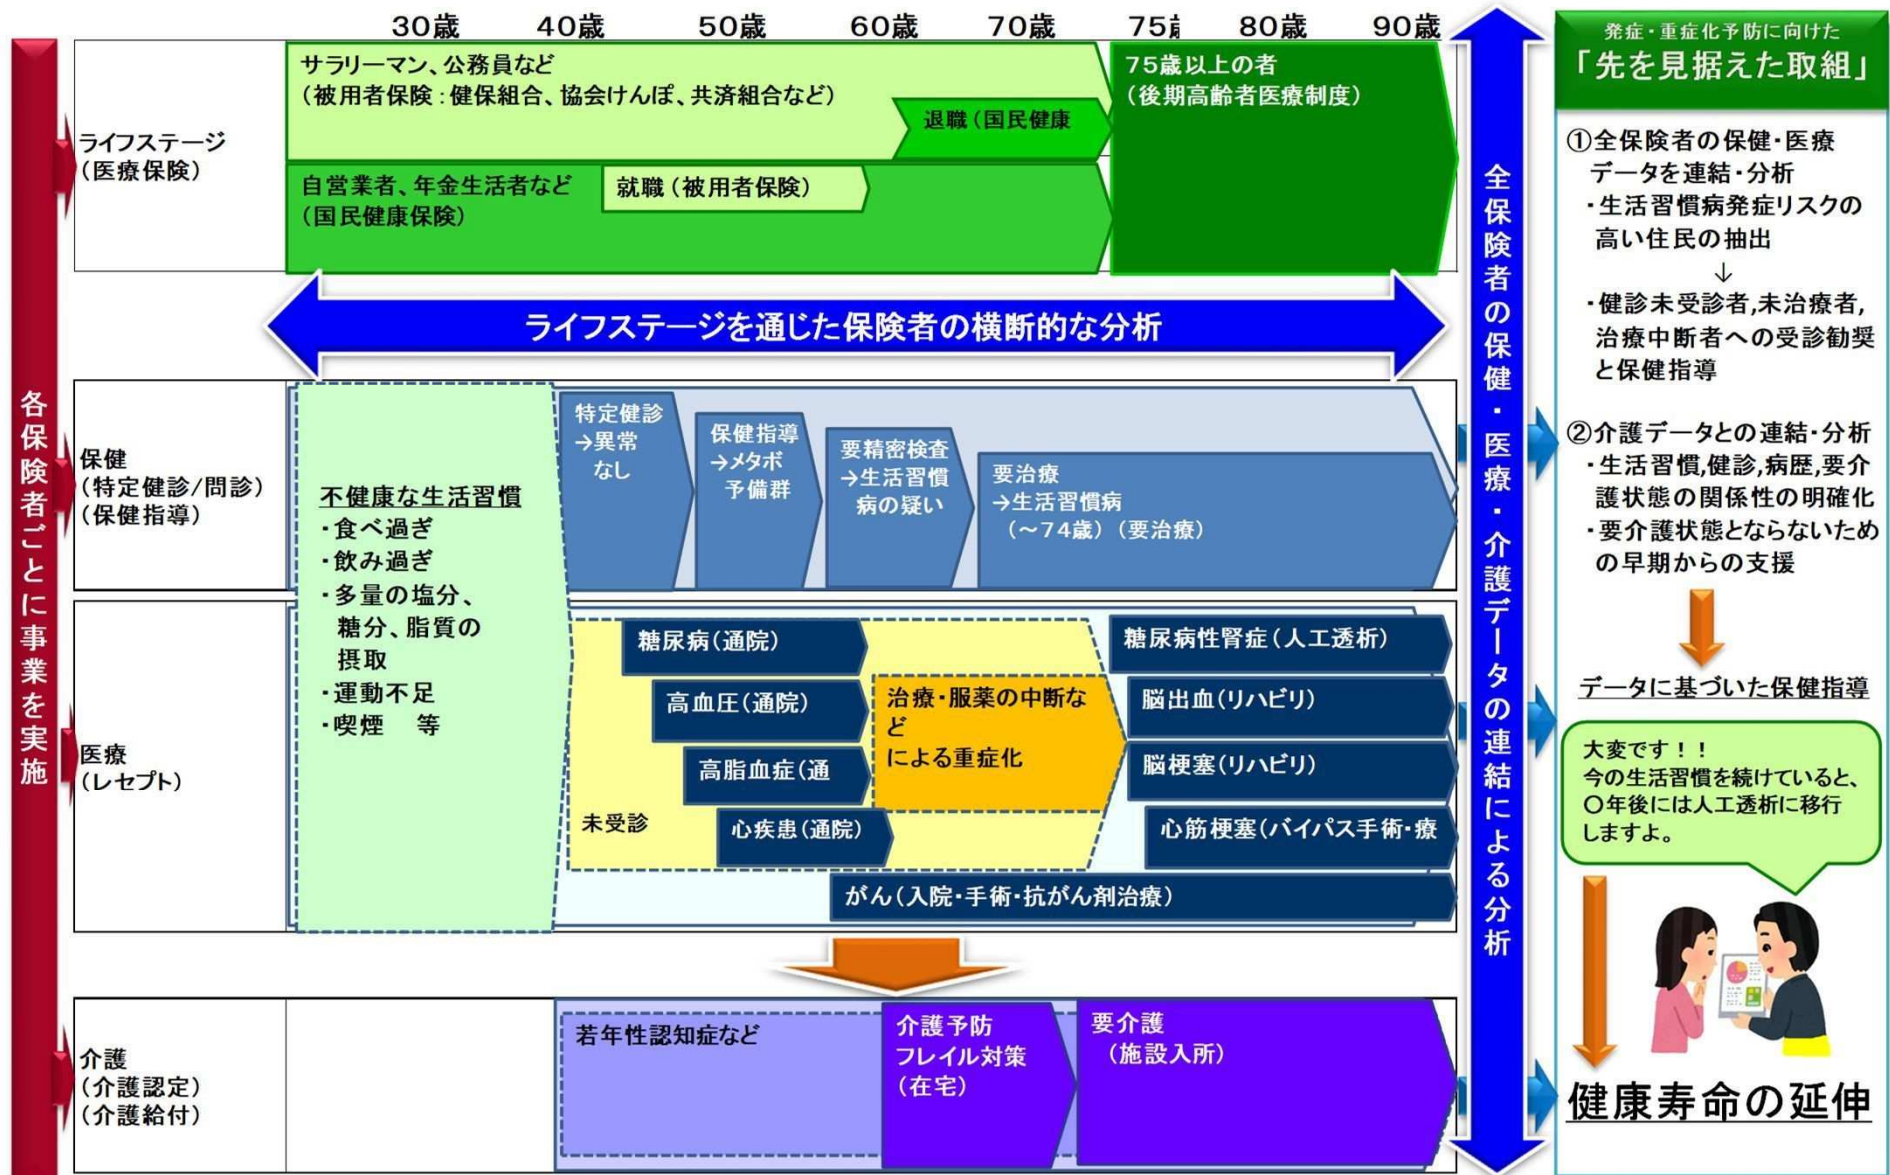 30歳 40歳 50歳 60歳 70歳 75 80歳 90歳
各保険者ごとに事業を実施
ライフステージ
(医療保険)
サラリーマン、公務員など
(被用者保険:健保組合、協会けんぽ、共済組合など)
退職(国民健康
自営業者、年金生活者など
(国民健康保険)
就職(被用者保険)
75歳以上の者
(後期高齢者医療制度)
ライフステージを通じた保険者の横断的な分析
保健
(特定健診/問診)
(保健指導)
不健康な生活習慣
・食べ過ぎ
・飲み過ぎ
・多量の塩分、
糖分、脂質の
摂取
・運動不足
・喫煙 等
特定健診
→異常
なし
保健指導
→メタボ
予備群
要精密検査
→生活習慣
病の疑い
要治療
→生活習慣病
(~74歳)(要治療)
医療
(レセプト)
未受診
糖尿病(通院)
高血圧(通院)
高脂血症(通
心疾患(通院)
治療・服薬の中断な
ど
による重症化
糖尿病性腎症(人工透析)
脳出血(リハビリ)
脳梗塞(リハビリ)
心筋梗塞(バイパス手術・療
がん(入院・手術・抗がん剤治療)
介護
(介護認定)
(介護給付)
若年性認知症など
介護予防
フレイル対策
(在宅)
要介護
(施設入所)
全保険者の保健・医療・介護データの連結による分析
発症・重症化予防に向けた
「先を見据えた取組」
①全保険者の保健・医療
データを連結・分析
・生活習慣病発症リスクの
高い住民の抽出
↓
・健診未受診者,未治療者,
治療中断者への受診勧奨
と保健指導
②介護データとの連結・分析
・生活習慣,健診,病歴,要介
護状態の関係性の明確化
・要介護状態とならないため
の早期からの支援
データに基づいた保健指導
大変です!!
今の生活習慣を続けていると、
〇年後には人工透析に移行
しますよ。
健康寿命の延伸